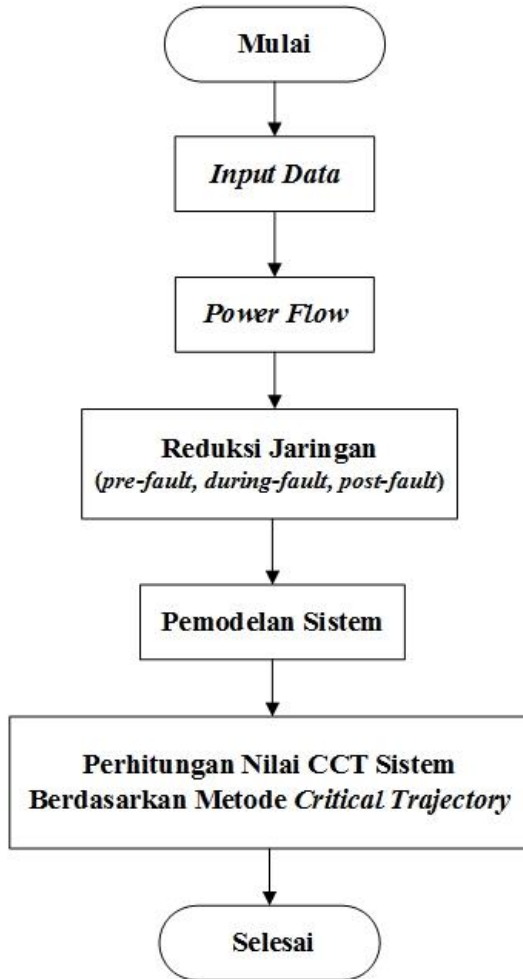 Mulai
Input Data
Power Flow
Reduksi Jaringan
(pre-fault, during-fault, post-fault)
Pemodelan Sistem
Perhitungan Nilai CCT Sistem
Berdasarkan Metode Critical Trajectory
Selesai